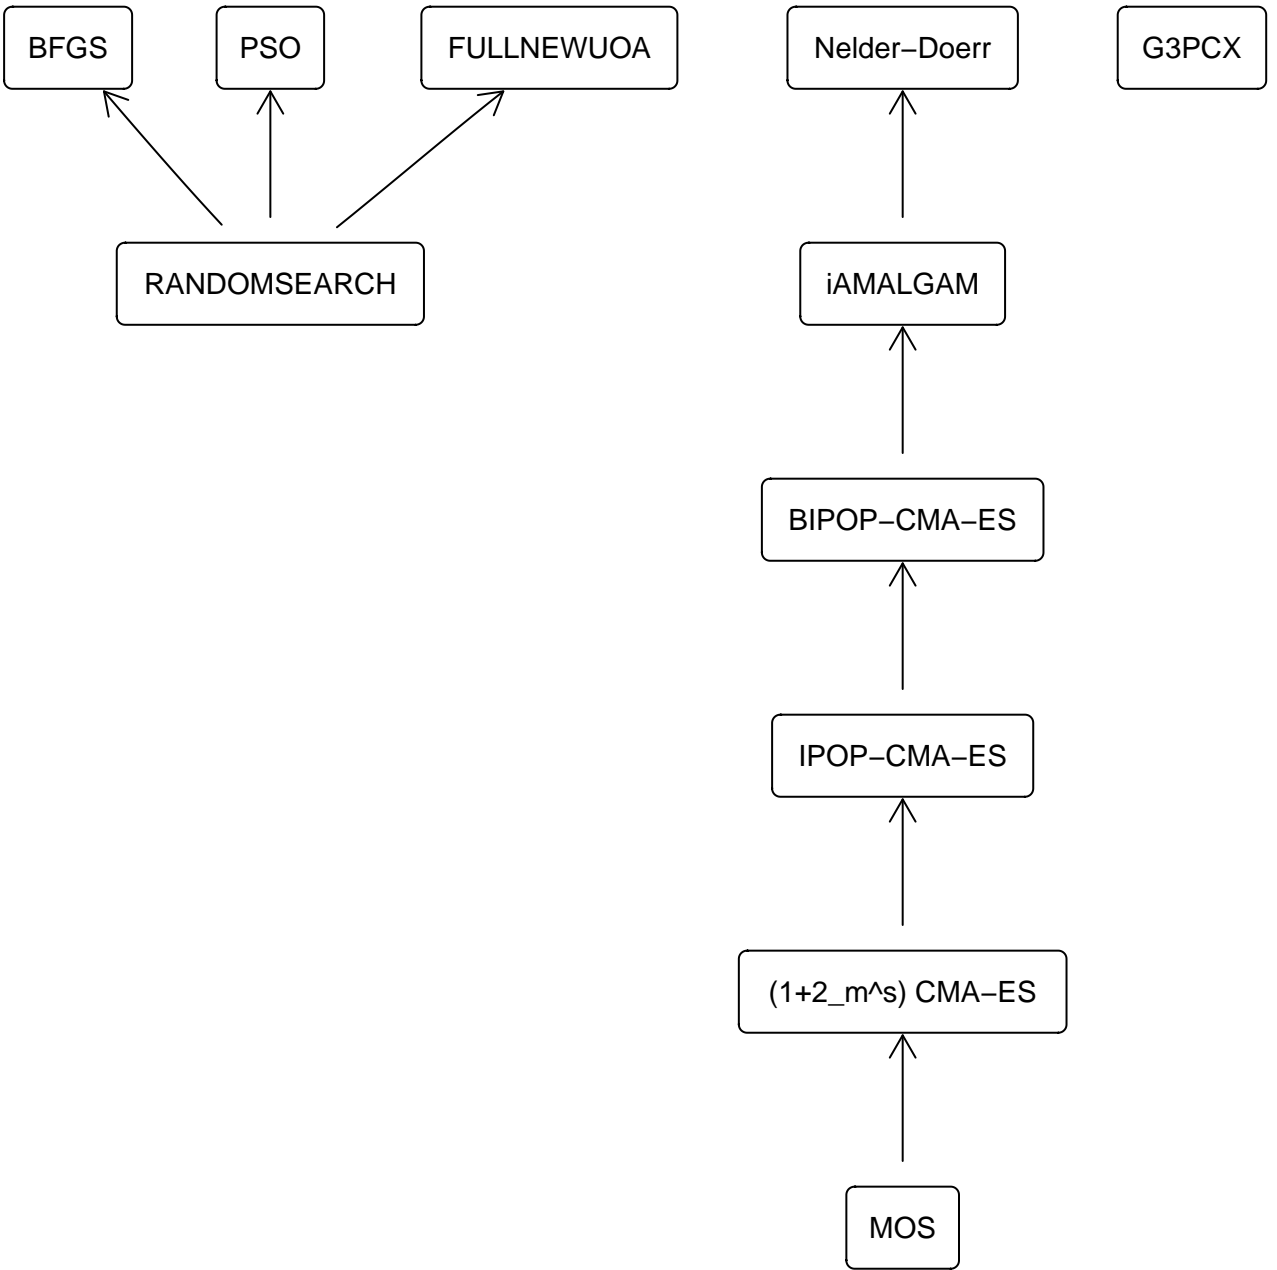 BFGS
PSO
FULLNEWUOA
Nelder−Doerr
G3PCX
RANDOMSEARCH
iAMALGAM
BIPOP−CMA−ES
IPOP−CMA−ES
(1+2_m^s) CMA−ES
MOS